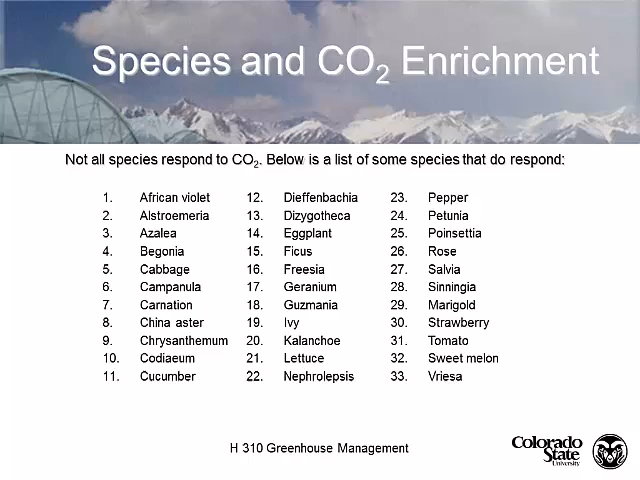 Species and CO2 Enrichment
Not all species respond to CO2. Below is a list of some species that do respond:
1. African violet
2. Alstroemeria
3. Azalea
4. Begonia
5. Cabbage
6. Campanula
7. Carnation
8. China aster
9. Chrysanthemum
10. Codiaeum
11. Cucumber
12. Dieffenbachia
13. Dizygotheca
14. Eggplant
15. Ficus
16. Freesia
17. Geranium
18. Guzmania
19. Ivy
20. Kalanchoe
21. Lettuce
22. Nephrolepsis
23. Pepper
24. Petunia
25. Poinsettia
26. Rose
27. Salvia
28. Sinningia
29. Marigold
30. Strawberry
31. Tomato
32. Sweet melon
33. Vriesa
H 310 Greenhouse Management
Colorado
State
University